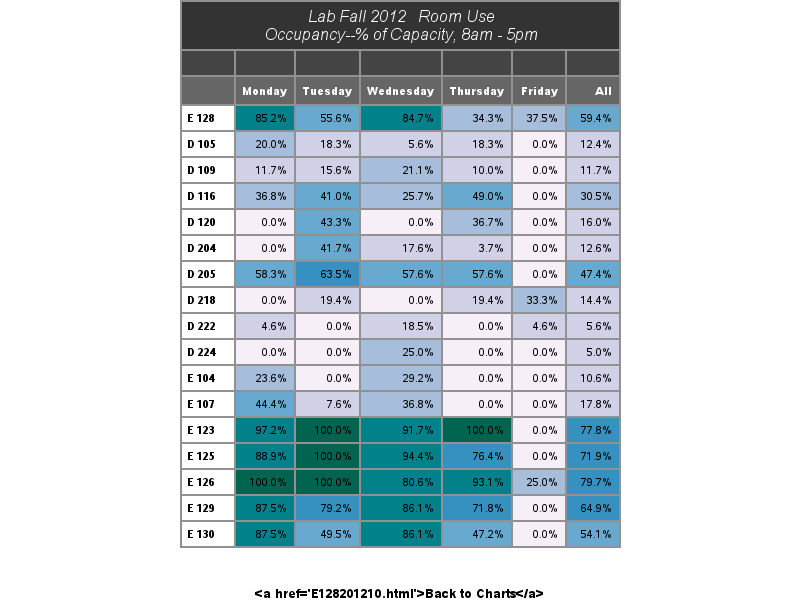 Lab Fall 2012 Room Use
Occupancy--% of Capacity, 8am - 5pm
Monday Tuesday Wednesday Thursday Friday All
E 128 85.2% 55.6% 84.7% 34.3% 37.5% 59.4%
D 105 20.0% 18.3% 5.6% 18.3% 0.0% 12.4%
D 109 11.7% 15.6% 21.1% 10.0% 0.0% 11.7%
D 116 36.8% 41.0% 25.7% 49.0% 0.0% 30.5%
D 120 0.0% 43.3% 0.0% 36.7% 0.0% 16.0%
D 204 0.0% 41.7% 17.6% 3.7% 0.0% 12.6%
D 205 58.3% 63.5% 57.6% 57.6% 0.0% 47.4%
D 218 0.0% 19.4% 0.0% 19.4% 33.3% 14.4%
D 222 4.6% 0.0% 18.5% 0.0% 4.6% 5.6%
D 224 0.0% 0.0% 25.0% 0.0% 0.0% 5.0%
E 104 23.6% 0.0% 29.2% 0.0% 0.0% 10.6%
E 107 44.4% 7.6% 36.8% 0.0% 0.0% 17.8%
E 123 97.2% 100.0% 91.7% 100.0% 0.0% 77.8%
E 125 88.9% 100.0% 94.4% 76.4% 0.0% 71.9%
E 126 100.0% 100.0% 80.6% 93.1% 25.0% 79.7%
E 129 87.5% 79.2% 86.1% 71.8% 0.0% 64.9%
E 130 87.5% 49.5% 86.1% 47.2% 0.0% 54.1%
<a href='E128201210.html'>Back to Charts</a>